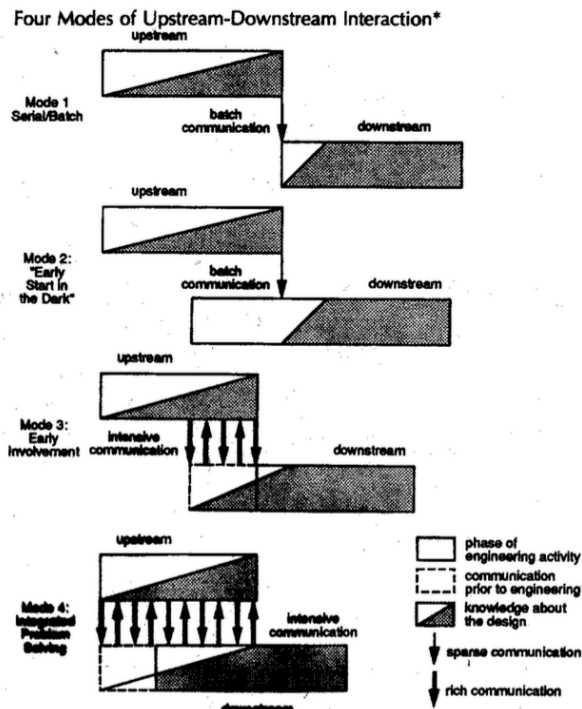 Four Modes of Upstream-Downstream Interaction*
upstream
Mode 1
Serial/Batch
batch
communication
downstream
upstream
Mode 2:
"Early
Start in
the Dark"
batch
communication
downstream
upstream
Mode 3:
Early
Involvement
intensive
communication
downstream
upstream
Mode 4:
Integrated
Problem
Solving
intensive
communication
downstream
phase of
engineering activity
communication
prior to engineering
knowledge about
the design
sparse communication
rich communication